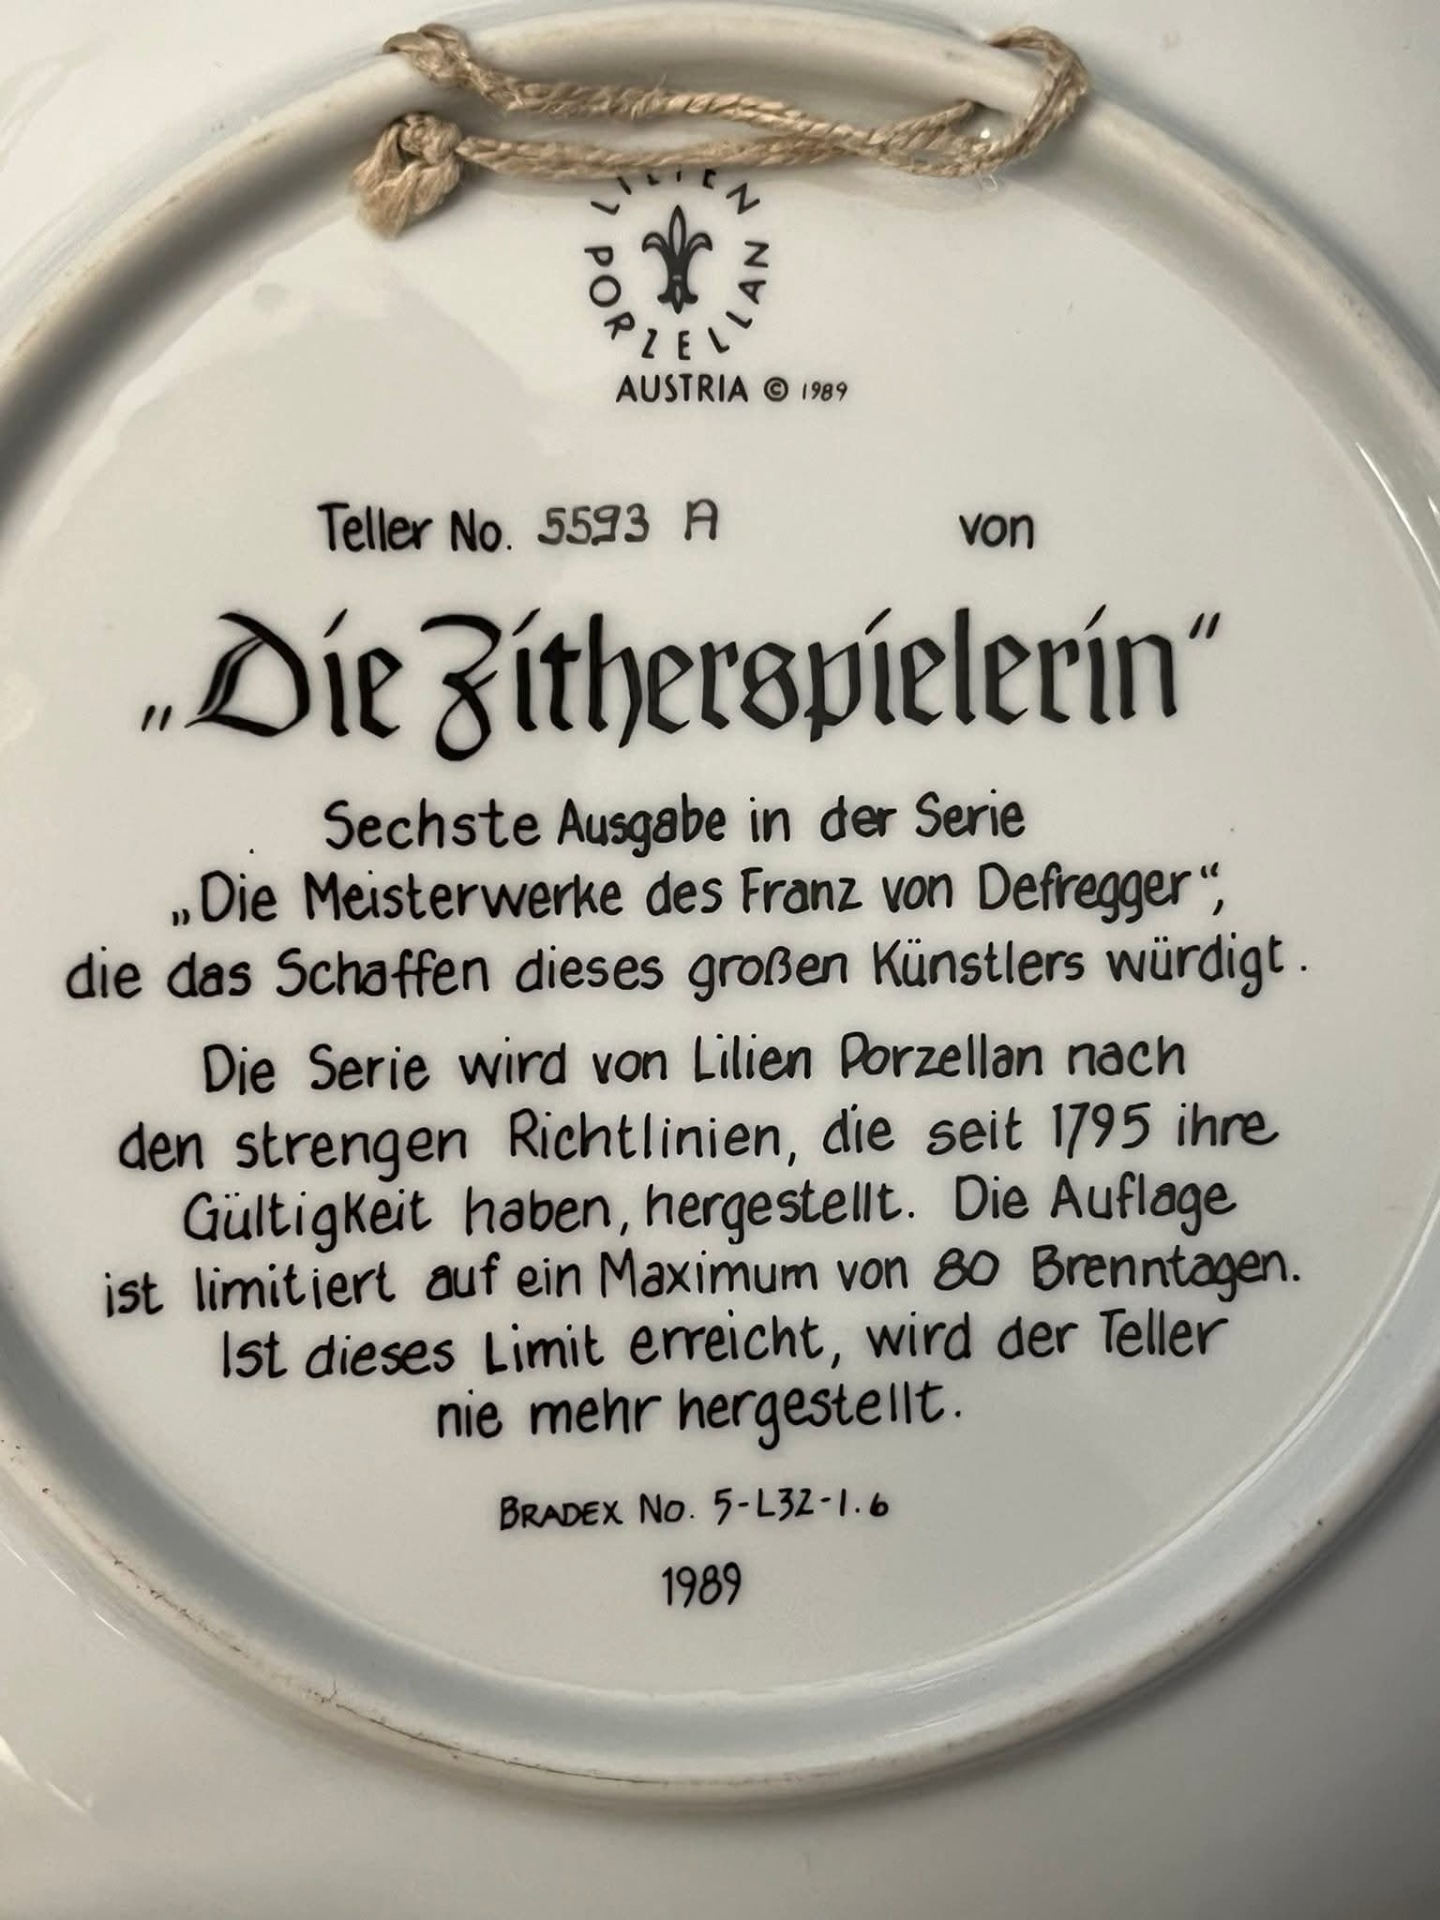 LILIEN PORZELLAN
AUSTRIA © 1989
Teller No. 5593 A von
„Die Zitherspielerin“
Sechste Ausgabe in der Serie
„Die Meisterwerke des Franz von Defregger“,
die das Schaffen dieses großen Künstlers würdigt.
Die Serie wird von Lilien Porzellan nach
den strengen Richtlinien, die seit 1795 ihre
Gültigkeit haben, hergestellt. Die Auflage
ist limitiert auf ein Maximum von 80 Brenntagen.
Ist dieses Limit erreicht, wird der Teller
nie mehr hergestellt.
BRADEX No. 5-L32-1.6
1989